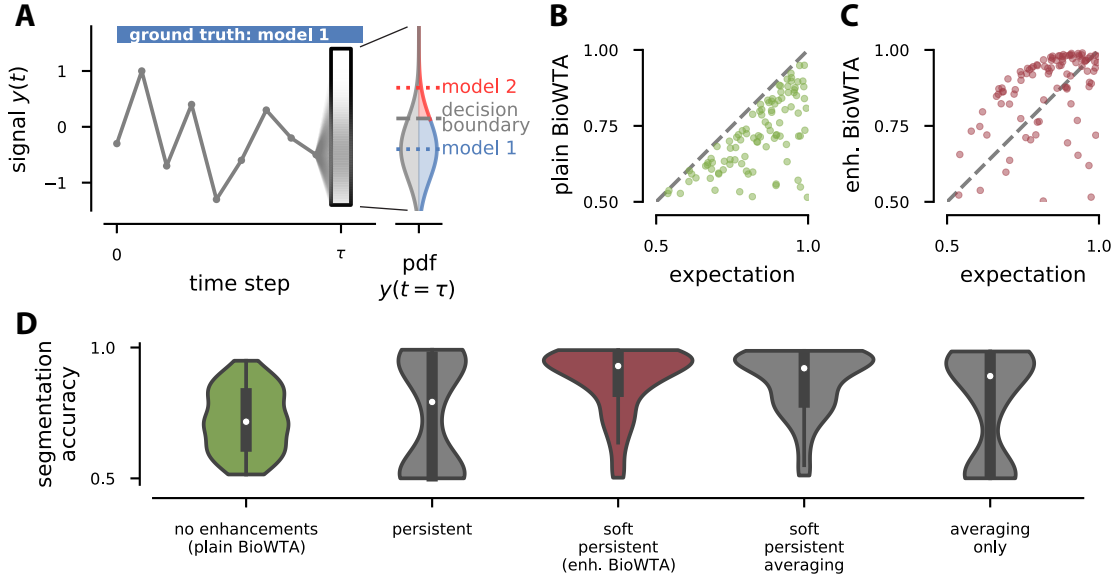 A
ground truth: model 1
signal y(t)
1
0
−1
0
τ
time step
model 2
decision
boundary
model 1
pdf
y(t = τ)
B
plain BioWTA
1.00
0.75
0.50
0.5
1.0
expectation
C
enh. BioWTA
1.00
0.75
0.50
0.5
1.0
expectation
D
segmentation
accuracy
1.0
0.5
no enhancements
(plain BioWTA)
persistent
soft
persistent
(enh. BioWTA)
soft
persistent
averaging
averaging
only